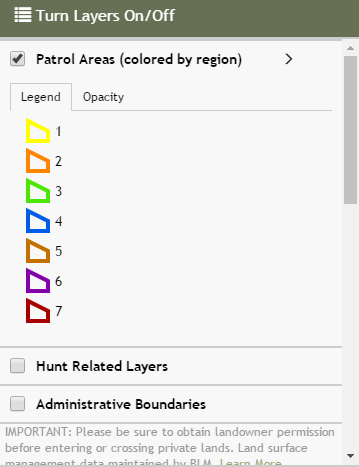 Turn Layers On/Off
Patrol Areas (colored by region)
Legend Opacity
1
2
3
4
5
6
7
Hunt Related Layers
Administrative Boundaries
IMPORTANT: Please be sure to obtain landowner permission
before entering or crossing private lands. Land surface
management data maintained by BLM. Learn More